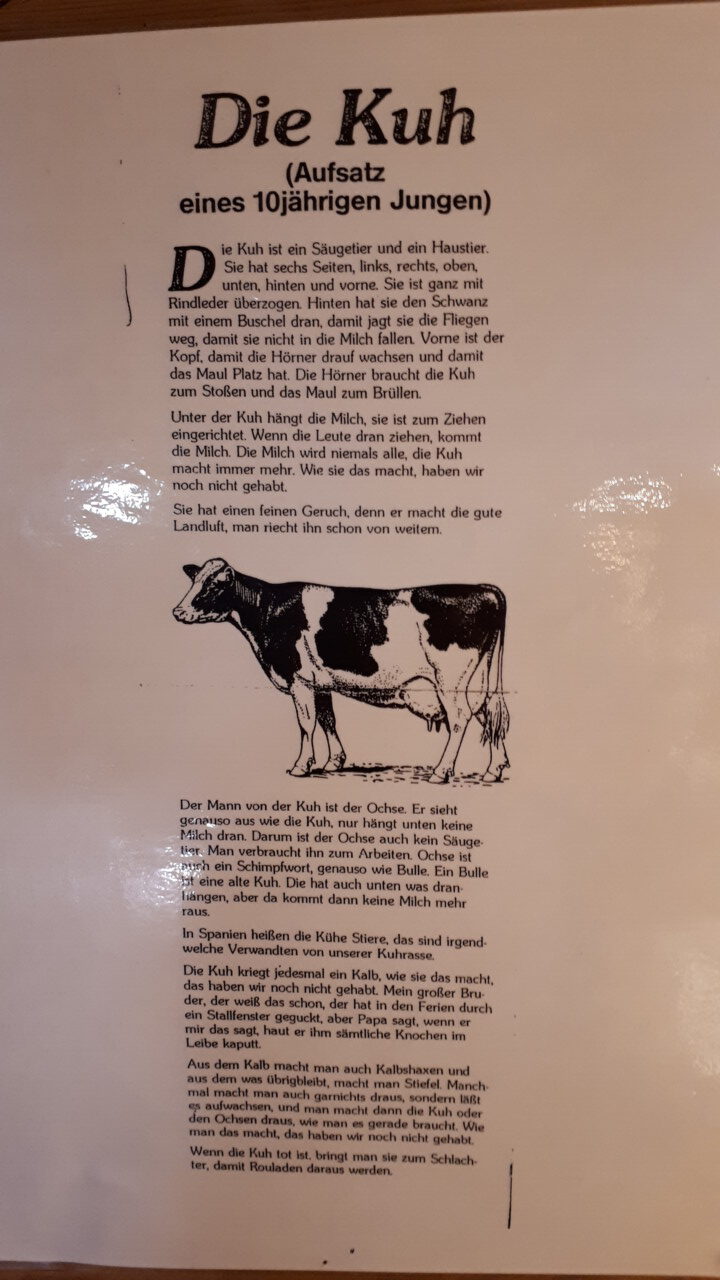 Die Kuh
(Aufsatz
eines 10jährigen Jungen)
Die Kuh ist ein Säugetier und ein Haustier.
Sie hat sechs Seiten, links, rechts, oben,
unten, hinten und vorne. Sie ist ganz mit
Rindleder überzogen. Hinten hat sie den Schwanz
mit einem Buschel dran, damit jagt sie die Fliegen
weg, damit sie nicht in die Milch fallen. Vorne ist der
Kopf, damit die Hörner drauf wachsen und damit
das Maul Platz hat. Die Hörner braucht die Kuh
zum Stoßen und das Maul zum Brüllen.
Unter der Kuh hängt die Milch, sie ist zum Ziehen
eingerichtet. Wenn die Leute dran ziehen, kommt
die Milch. Die Milch wird niemals alle, die Kuh
macht immer mehr. Wie sie das macht, haben wir
noch nicht gehabt.
Sie hat einen feinen Geruch, denn er macht die gute
Landluft, man riecht ihn schon von weitem.
Der Mann von der Kuh ist der Ochse. Er sieht
genauso aus wie die Kuh, nur hängt unten keine
Milch dran. Darum ist der Ochse auch kein Säuge-
tier. Man verbraucht ihn zum Arbeiten. Ochse ist
auch ein Schimpfwort, genauso wie Bulle. Ein Bulle
ist eine alte Kuh. Die hat auch unten was dran-
hängen, aber da kommt dann keine Milch mehr
raus.
In Spanien heißen die Kühe Stiere, das sind irgend-
welche Verwandten von unserer Kuhrasse.
Die Kuh kriegt jedesmal ein Kalb, wie sie das macht,
das haben wir noch nicht gehabt. Mein großer Bru-
der, der weiß das schon, der hat in den Ferien durch
ein Stallfenster geguckt, aber Papa sagt, wenn er
mir das sagt, haut er ihm sämtliche Knochen im
Leibe kaputt.
Aus dem Kalb macht man auch Kalbshaxen und
aus dem was übrigbleibt, macht man Stiefel. Manch-
mal macht man auch garnichts draus, sondern läßt
es aufwachsen, und man macht dann die Kuh oder
den Ochsen draus, wie man es gerade braucht. Wie
man das macht, das haben wir noch nicht gehabt.
Wenn die Kuh tot ist, bringt man sie zum Schlach-
ter, damit Rouladen daraus werden.